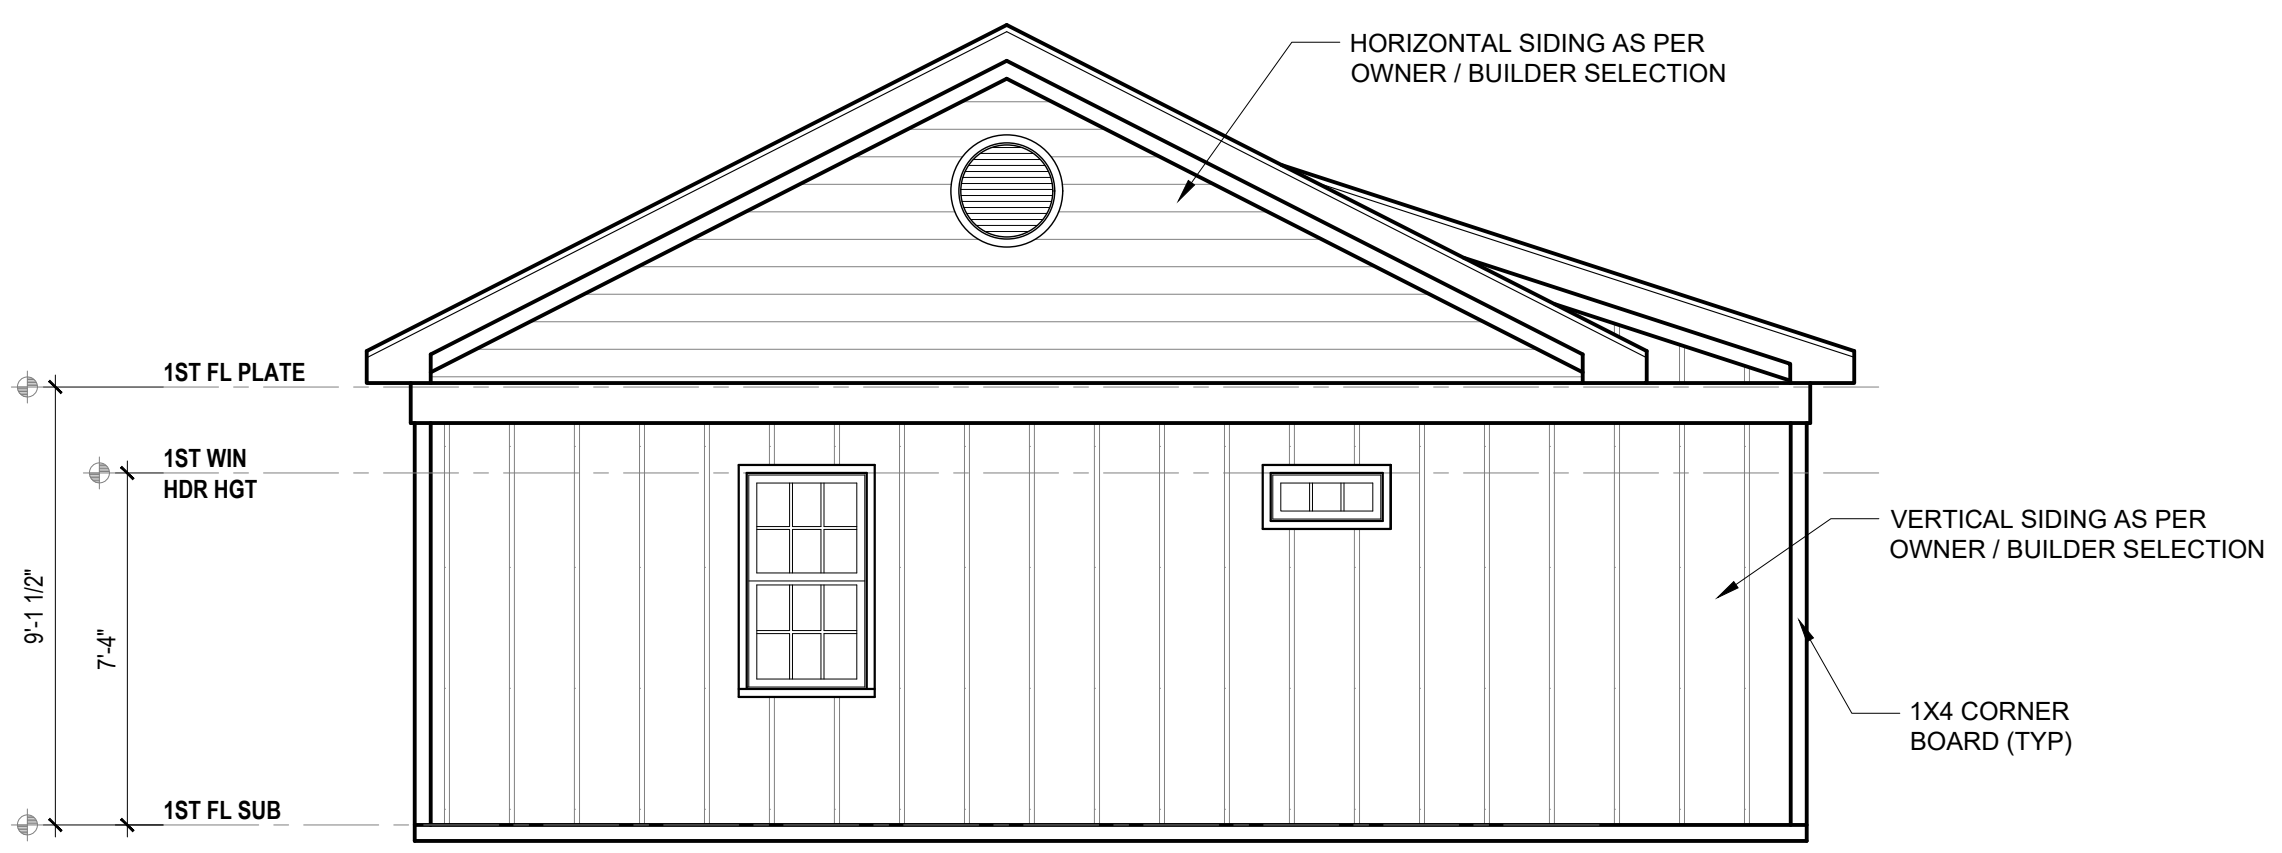 HORIZONTAL SIDING AS PER
OWNER / BUILDER SELECTION
1ST FL PLATE
1ST WIN
HDR HGT
VERTICAL SIDING AS PER
OWNER / BUILDER SELECTION
9'-1 1/2"
7'-4"
1X4 CORNER
BOARD (TYP)
1ST FL SUB